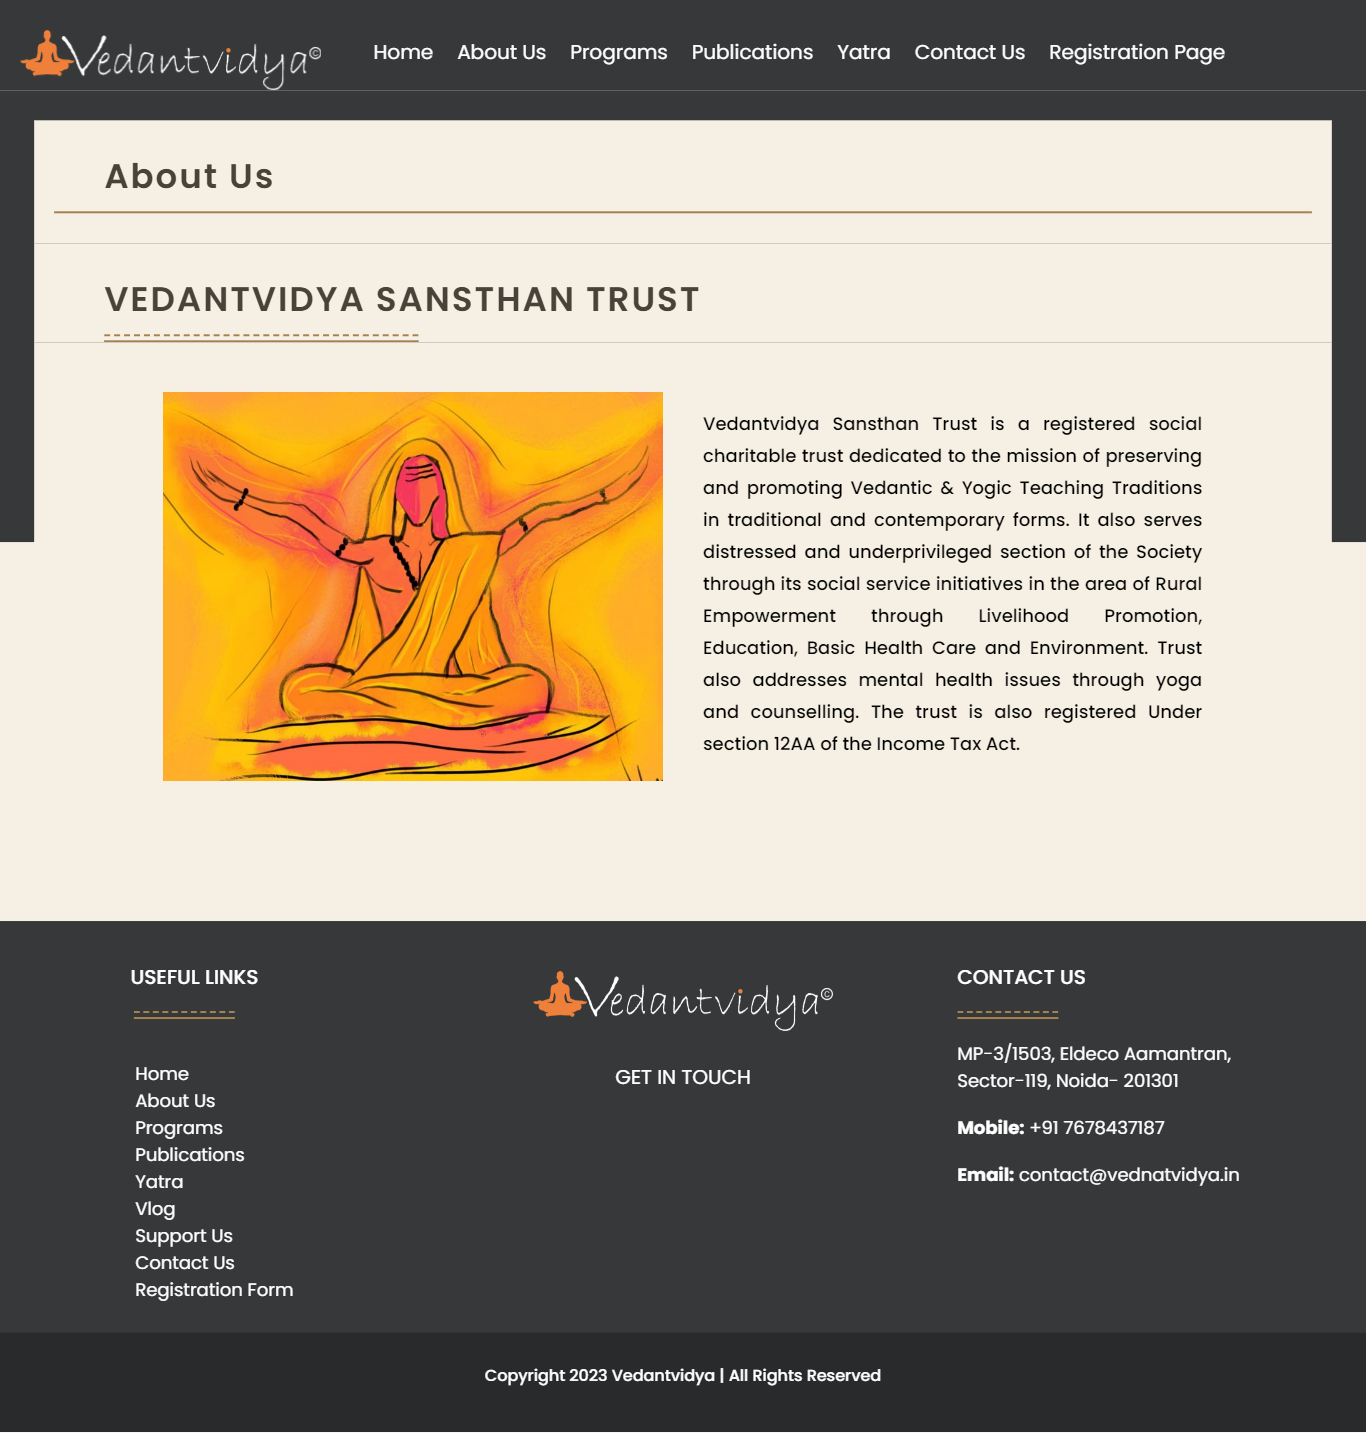 Vedantvidya©
Home About Us Programs Publications Yatra Contact Us Registration Page
About Us
VEDANTVIDYA SANSTHAN TRUST
Vedantvidya Sansthan Trust is a registered social
charitable trust dedicated to the mission of preserving
and promoting Vedantic & Yogic Teaching Traditions
in traditional and contemporary forms. It also serves
distressed and underprivileged section of the Society
through its social service initiatives in the area of Rural
Empowerment through Livelihood Promotion,
Education, Basic Health Care and Environment. Trust
also addresses mental health issues through yoga
and counselling. The trust is also registered Under
section 12AA of the Income Tax Act.
USEFUL LINKS
Home
About Us
Programs
Publications
Yatra
Vlog
Support Us
Contact Us
Registration Form
Vedantvidya©
GET IN TOUCH
CONTACT US
MP-3/1503, Eldeco Aamantran,
Sector-119, Noida- 201301
Mobile: +91 7678437187
Email: contact@vednatvidya.in
Copyright 2023 Vedantvidya | All Rights Reserved